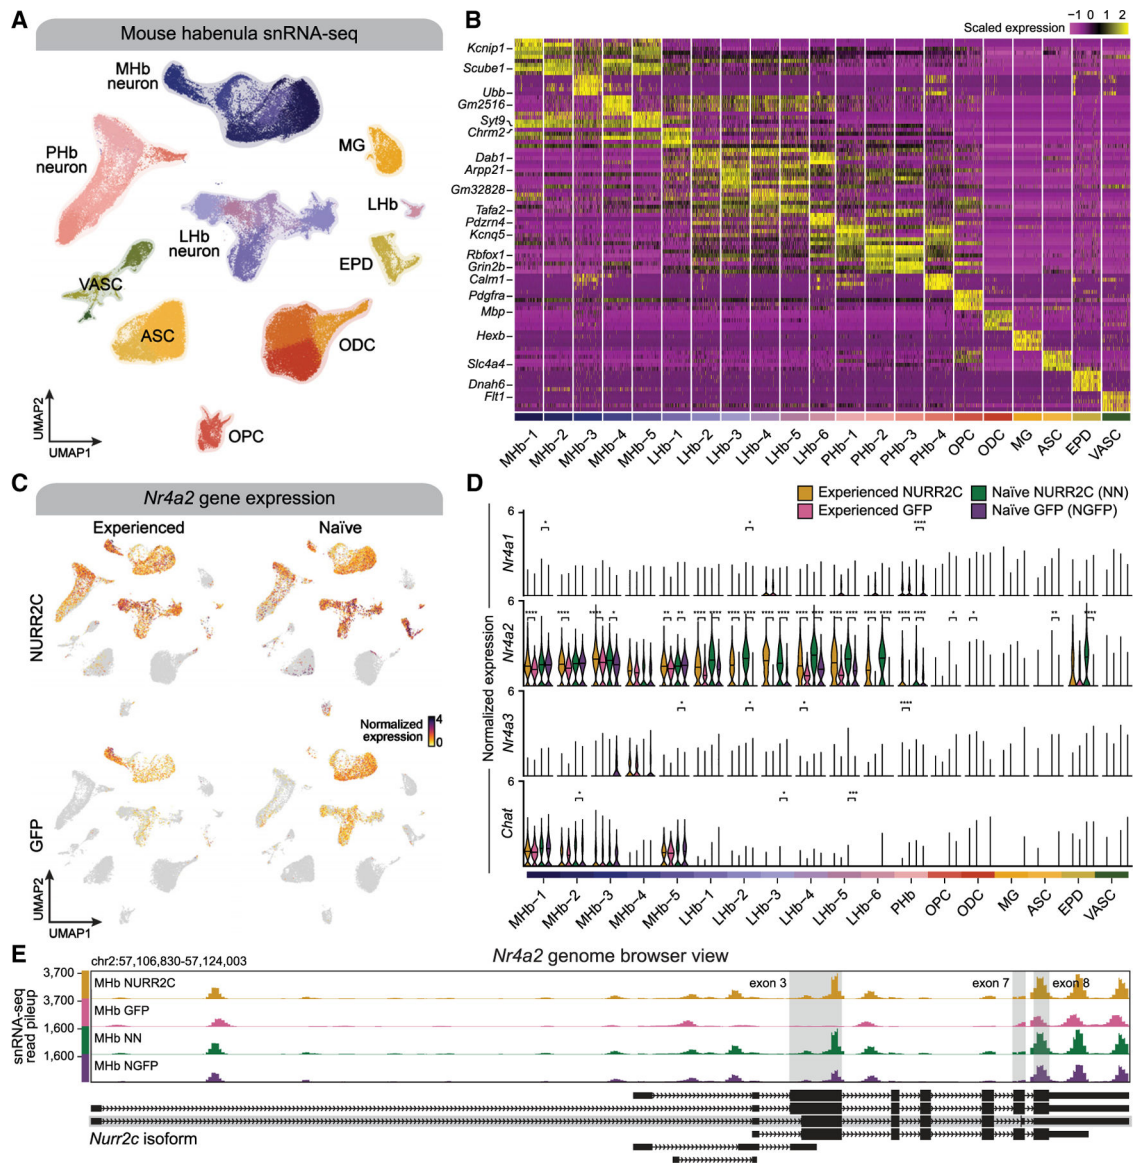 A
Mouse habenula snRNA-seq
MHb
neuron
PHb
neuron
MG
LHb
LHb
neuron
EPD
VASC
ASC
ODC
OPC
UMAP2
UMAP1
B
Scaled expression
−1 0 1 2
Kcnip1
Scube1
Ubb
Gm2516
Syt9
Chrm2
Dab1
Arpp21
Gm32828
Tafa2
Pdzrn4
Kcnq5
Rbfox1
Grin2b
Calm1
Pdgfra
Mbp
Hexb
Slc4a4
Dnah6
Flt1
MHb−1 MHb−2 MHb−3 MHb−4 MHb−5 LHb−1 LHb−2 LHb−3 LHb−4 LHb−5 LHb−6 PHb−1 PHb−2 PHb−3 PHb−4 OPC ODC MG ASC EPD VASC
C
Nr4a2 gene expression
Experienced Naïve
NURR2C
Normalized
expression
4
0
GFP
UMAP2
UMAP1
D
Experienced NURR2C Naïve NURR2C (NN)
Experienced GFP Naïve GFP (NGFP)
Normalized expression
6
Nr4a1
6
Nr4a2
6
Nr4a3
6
Chat
0
MHb−1 MHb−2 MHb−3 MHb−4 MHb−5 LHb−1 LHb−2 LHb−3 LHb−4 LHb−5 LHb−6 PHb OPC ODC MG ASC EPD VASC
E
Nr4a2 genome browser view
chr2:57,106,830-57,124,003
snRNA-seq
read pileup
3,700
MHb NURR2C
exon 3 exon 7 exon 8
3,700
MHb GFP
1,600
MHb NN
1,600
MHb NGFP
Nurr2c isoform